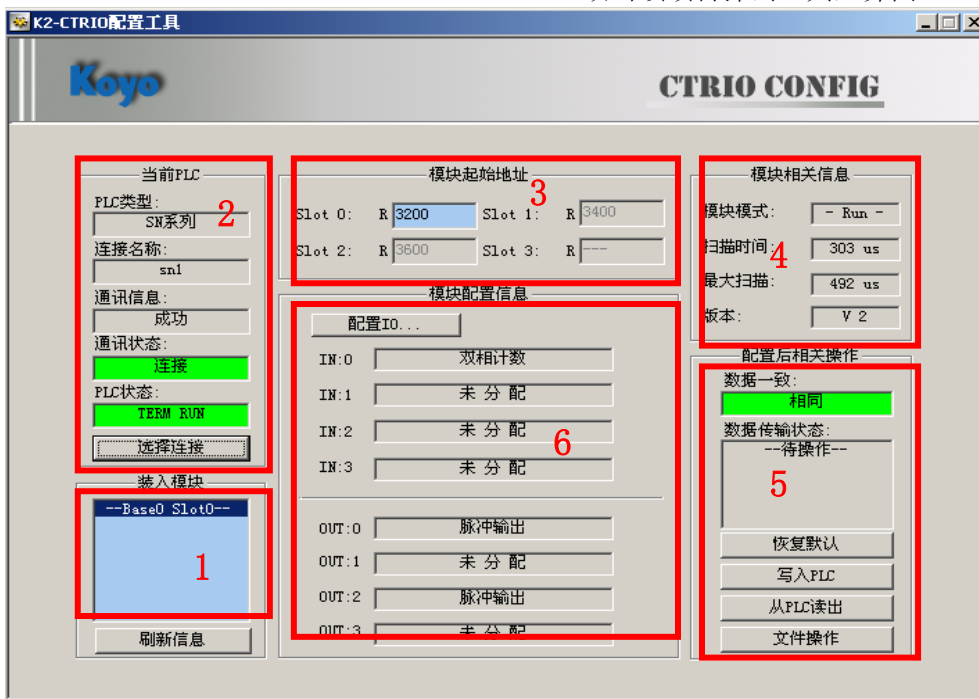 K2-CTRIO配置工具
Koyo
CTRIO CONFIG
当前PLC
PLC类型:
SN系列
2
连接名称:
sn1
通讯信息:
成功
通讯状态:
连接
PLC状态:
TERM RUN
选择连接
装入模块
--Base0 Slot0--
1
刷新信息
模块起始地址
3
Slot 0: R 3200 Slot 1: R 3400
Slot 2: R 3600 Slot 3: R ---
模块配置信息
配置IO...
IN:0 双相计数
IN:1 未 分 配
IN:2 未 分 配
6
IN:3 未 分 配
OUT:0 脉冲输出
OUT:1 未 分 配
OUT:2 脉冲输出
OUT:3 未 分 配
模块相关信息
模块模式: - Run -
扫描时间: 303 us
4
最大扫描: 492 us
版本: V 2
配置后相关操作
数据一致:
相同
数据传输状态:
--待操作--
5
恢复默认
写入PLC
从PLC读出
文件操作